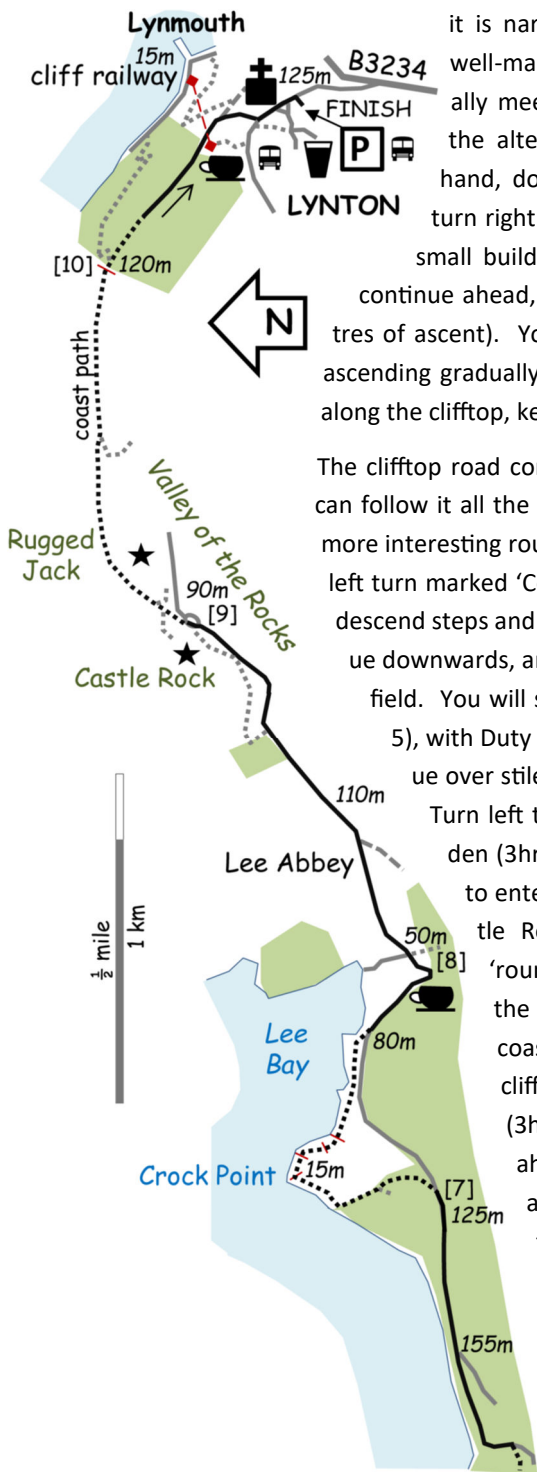 Lynmouth
15m
cliff railway
125m
B3234
FINISH
P
LYNTON
[10]
120m
N
coast path
Valley of the Rocks
Rugged
Jack
90m
[9]
Castle Rock
110m
Lee Abbey
½ mile
1 km
50m
[8]
Lee
Bay
80m
Crock Point
15m
[7]
125m
155m
it is nar
well-ma
ally mee
the alte
hand, do
turn right
small build
continue ahead,
tres of ascent). Yo
ascending gradually
along the clifftop, ke
The clifftop road con
can follow it all the
more interesting rou
left turn marked ‘C
descend steps and
ue downwards, an
field. You will s
5), with Duty
ue over stile
Turn left t
den (3hr
to ente
tle Ro
‘roun
the
coas
cliff
(3h
ah
a